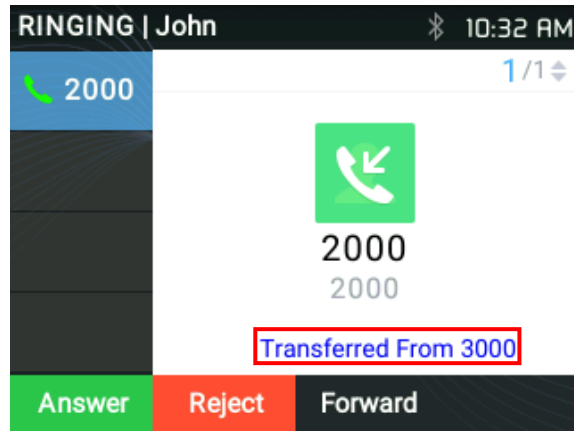 RINGING | John 10:32 AM
2000
1/1
2000
2000
Transferred From 3000
Answer Reject Forward